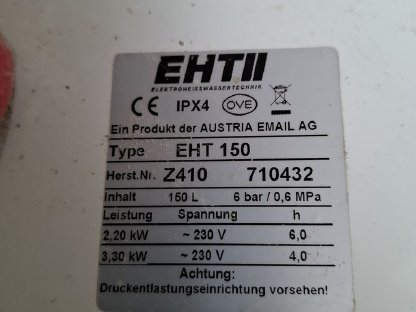 EHT
ELEKTROHEISSWASSERTECHNIK
CE IPX4 OVE
Ein Produkt der AUSTRIA EMAIL AG
Type EHT 150
Herst.Nr. Z410 710432
Inhalt 150 L 6 bar / 0,6 MPa
Leistung Spannung h
2,20 kW ~ 230 V 6,0
3,30 kW ~ 230 V 4,0
Achtung:
Druckentlastungseinrichtung vorsehen!